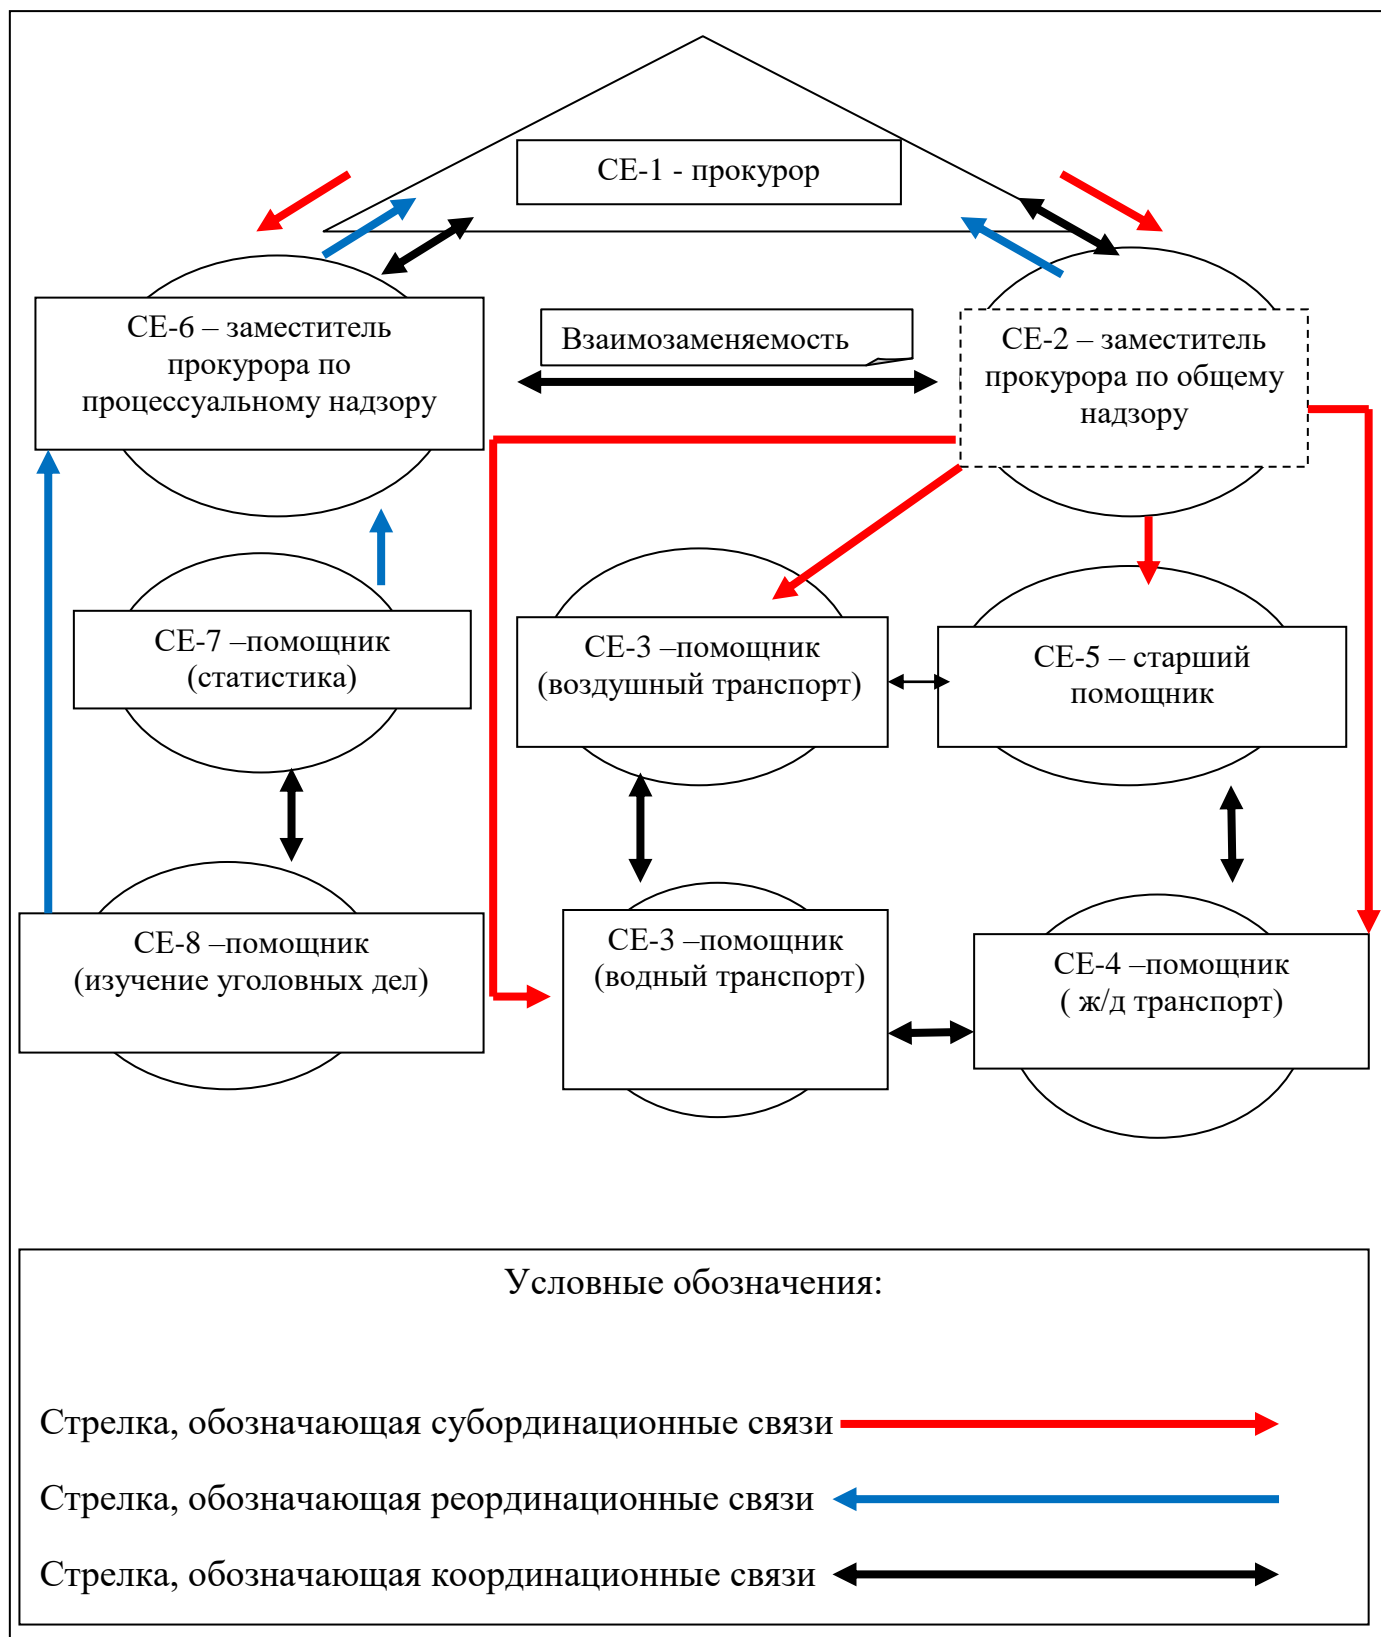 СЕ-1 - прокурор
СЕ-6 – заместитель
прокурора по
процессуальному надзору
Взаимозаменяемость
СЕ-2 – заместитель
прокурора по общему
надзору
СЕ-7 –помощник
(статистика)
СЕ-3 –помощник
(воздушный транспорт)
СЕ-5 – старший
помощник
СЕ-8 –помощник
(изучение уголовных дел)
СЕ-3 –помощник
(водный транспорт)
СЕ-4 –помощник
( ж/д транспорт)
Условные обозначения:
Стрелка, обозначающая субординационные связи
Стрелка, обозначающая реординационные связи
Стрелка, обозначающая координационные связи